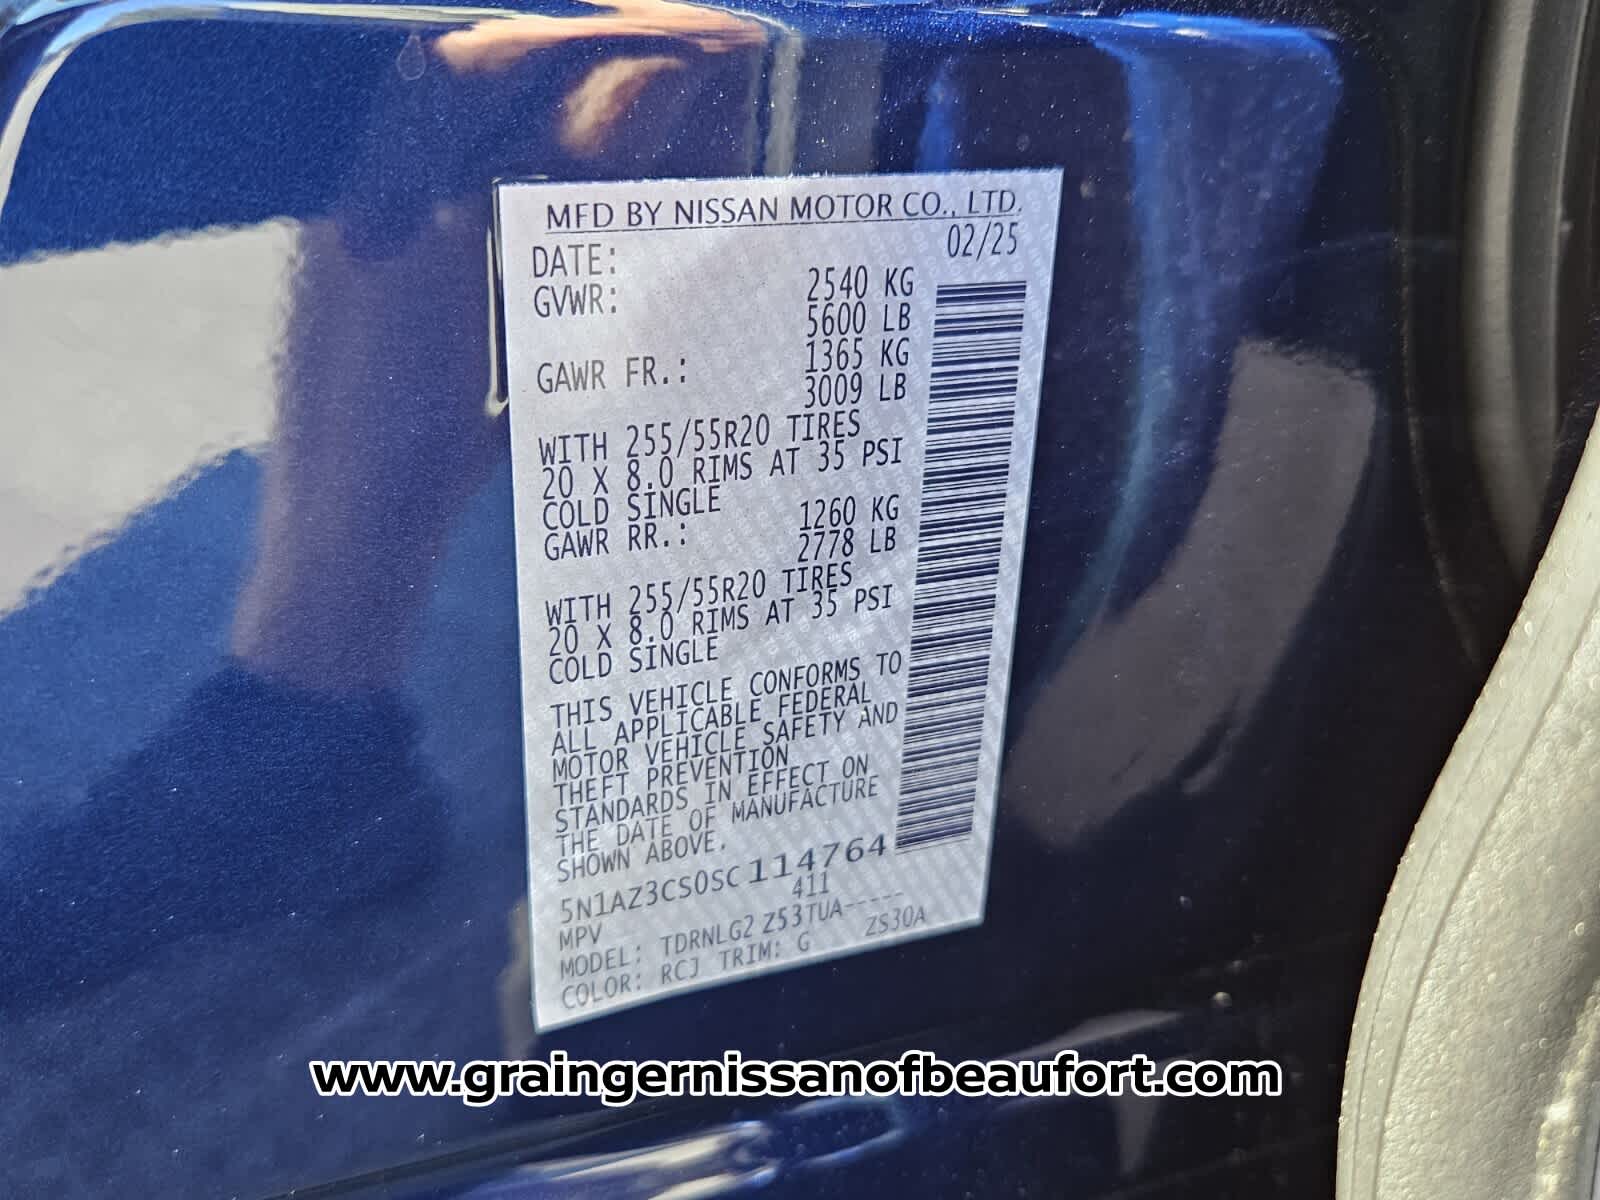 MFD BY NISSAN MOTOR CO., LTD.
DATE: 02/25
GVWR: 2540 KG
5600 LB
GAWR FR.: 1365 KG
3009 LB
WITH 255/55R20 TIRES
20 X 8.0 RIMS AT 35 PSI
COLD SINGLE
GAWR RR.: 1260 KG
2778 LB
WITH 255/55R20 TIRES
20 X 8.0 RIMS AT 35 PSI
COLD SINGLE
THIS VEHICLE CONFORMS TO
ALL APPLICABLE FEDERAL
MOTOR VEHICLE SAFETY AND
THEFT PREVENTION
STANDARDS IN EFFECT ON
THE DATE OF MANUFACTURE
SHOWN ABOVE.
5N1AZ3CS0SC114764
MPV 411
MODEL: TDRNLG2 Z53TUA-----
COLOR: RCJ TRIM: G ZS30A
www.graingernissanofbeaufort.com